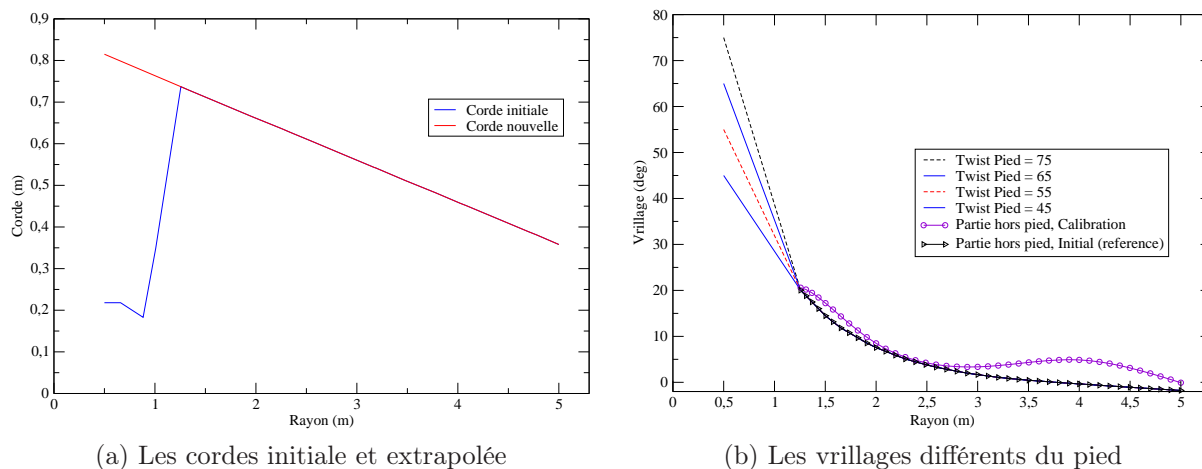 0,9
0,8
0,7
0,6
0,5
0,4
0,3
0,2
0,1
0
Corde (m)
0 1 2 3 4 5
Rayon (m)
Corde initiale
Corde nouvelle
(a) Les cordes initiale et extrapolée
80
70
60
50
40
30
20
10
0
Vrillage (deg)
0 0,5 1 1,5 2 2,5 3 3,5 4 4,5 5
Rayon (m)
Twist Pied = 75
Twist Pied = 65
Twist Pied = 55
Twist Pied = 45
Partie hors pied, Calibration
Partie hors pied, Initial (reference)
(b) Les vrillages différents du pied